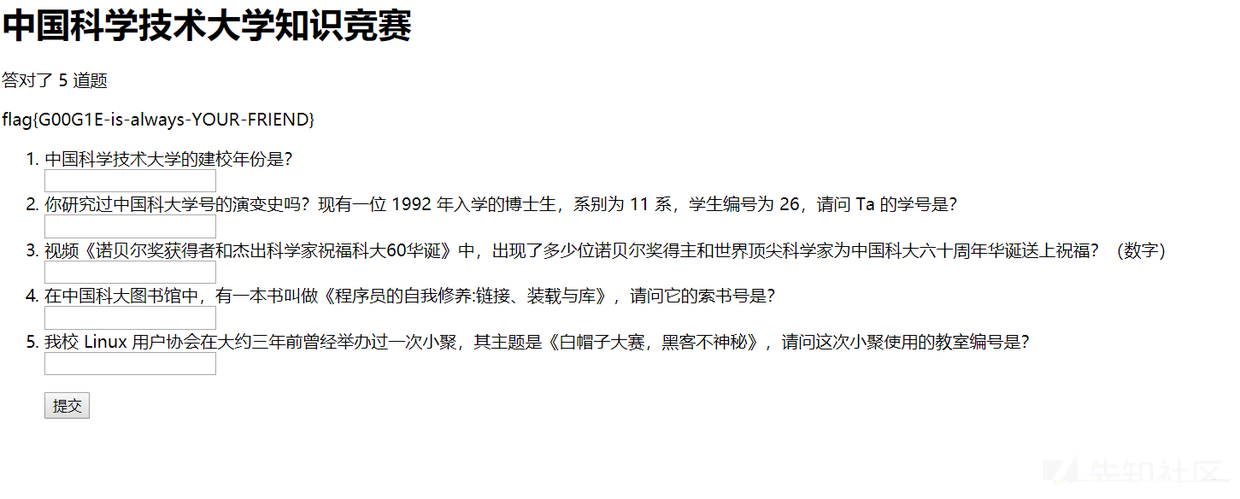 中国科学技术大学知识竞赛
答对了 5 道题
flag{G00G1E-is-always-YOUR-FRIEND}
1. 中国科学技术大学的建校年份是？
2. 你研究过中国科大学号的演变史吗？现有一位 1992 年入学的博士生，系别为 11 系，学生编号为 26，请问 Ta 的学号是？
3. 视频《诺贝尔奖获得者和杰出科学家祝福科大60华诞》中，出现了多少位诺贝尔奖得主和世界顶尖科学家为中国科大六十周年华诞送上祝福？（数字）
4. 在中国科大图书馆中，有一本书叫做《程序员的自我修养:链接、装载与库》，请问它的索书号是？
5. 我校 Linux 用户协会在大约三年前曾经举办过一次小聚，其主题是《白帽子大赛，黑客不神秘》，请问这次小聚使用的教室编号是？
提交
先知社区